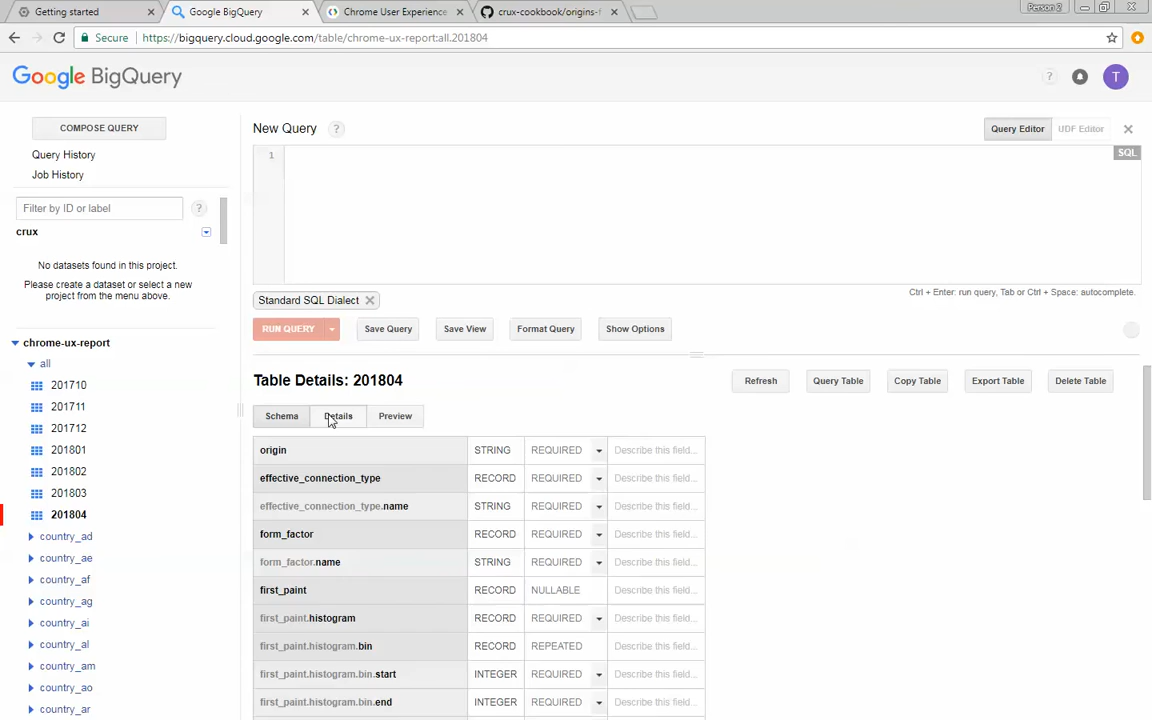 Getting started
Google BigQuery
Chrome User Experience
crux-cookbook/origins-f
Person 2
Secure
https://bigquery.cloud.google.com/table/chrome-ux-report:all.201804
Google BigQuery
?
T
COMPOSE QUERY
Query History
Job History
Filter by ID or label
?
crux
No datasets found in this project.
Please create a dataset or select a new
project from the menu above.
chrome-ux-report
all
201710
201711
201712
201801
201802
201803
201804
country_ad
country_ae
country_af
country_ag
country_ai
country_al
country_am
country_ao
country_ar
New Query ?
Query Editor UDF Editor
1
SQL
Standard SQL Dialect
Ctrl + Enter: run query, Tab or Ctrl + Space: autocomplete.
RUN QUERY Save Query Save View Format Query Show Options
Table Details: 201804
Refresh Query Table Copy Table Export Table Delete Table
Schema Details Preview
origin STRING REQUIRED Describe this field...
effective_connection_type RECORD REQUIRED Describe this field...
effective_connection_type.name STRING REQUIRED Describe this field...
form_factor RECORD REQUIRED Describe this field...
form_factor.name STRING REQUIRED Describe this field...
first_paint RECORD NULLABLE Describe this field...
first_paint.histogram RECORD REQUIRED Describe this field...
first_paint.histogram.bin RECORD REPEATED Describe this field...
first_paint.histogram.bin.start INTEGER REQUIRED Describe this field...
first_paint.histogram.bin.end INTEGER REQUIRED Describe this field...